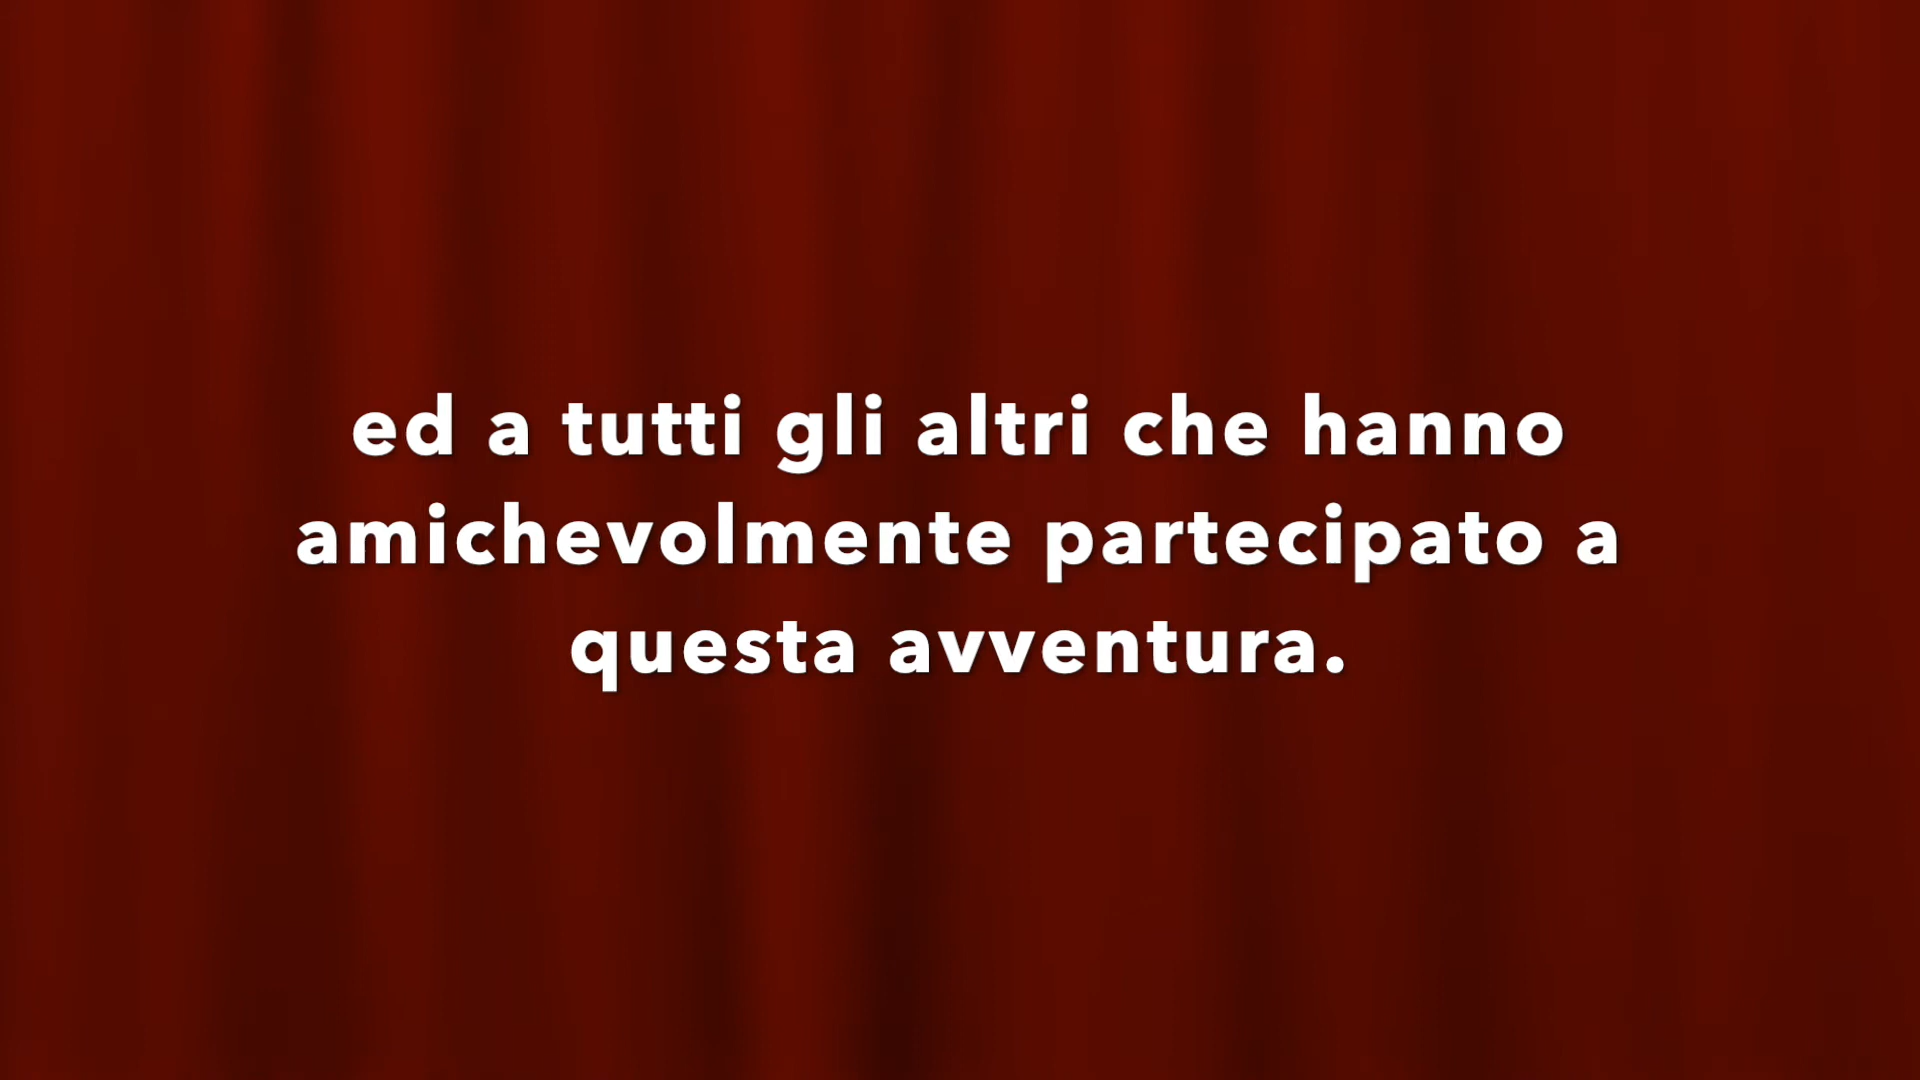 ed a tutti gli altri che hanno
amichevolmente partecipato a
questa avventura.